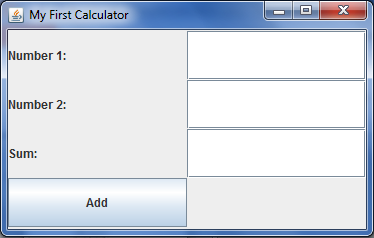 My First Calculator
Number 1:
Number 2:
Sum:
Add